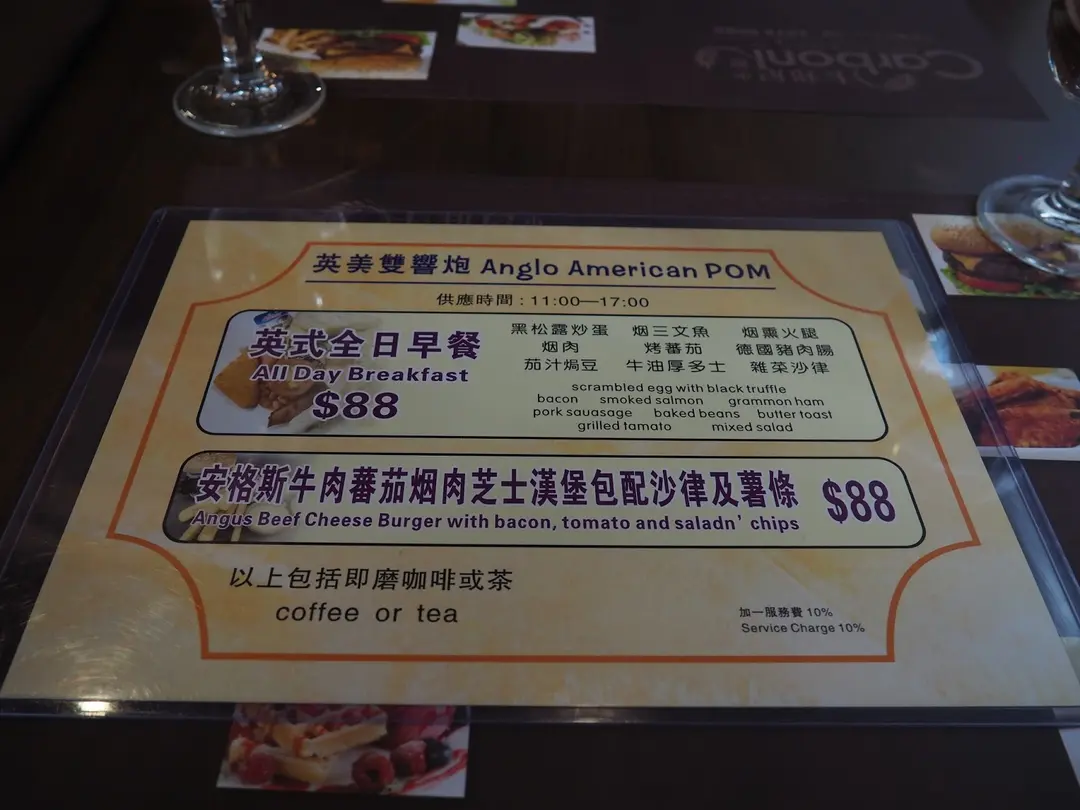 Carboni
英美雙響炮 Anglo American POM
供應時間：11:00—17:00
英式全日早餐
All Day Breakfast
$88
黑松露炒蛋 烟三文魚 烟熏火腿
烟肉 烤蕃茄 德國豬肉腸
茄汁焗豆 牛油厚多士 雜菜沙律
scrambled egg with black truffle
bacon smoked salmon grammon ham
pork sauasage baked beans butter toast
grilled tamato mixed salad
安格斯牛肉蕃茄烟肉芝士漢堡包配沙律及薯條 $88
Angus Beef Cheese Burger with bacon, tomato and saladn' chips
以上包括即磨咖啡或茶
coffee or tea
加一服務費 10%
Service Charge 10%